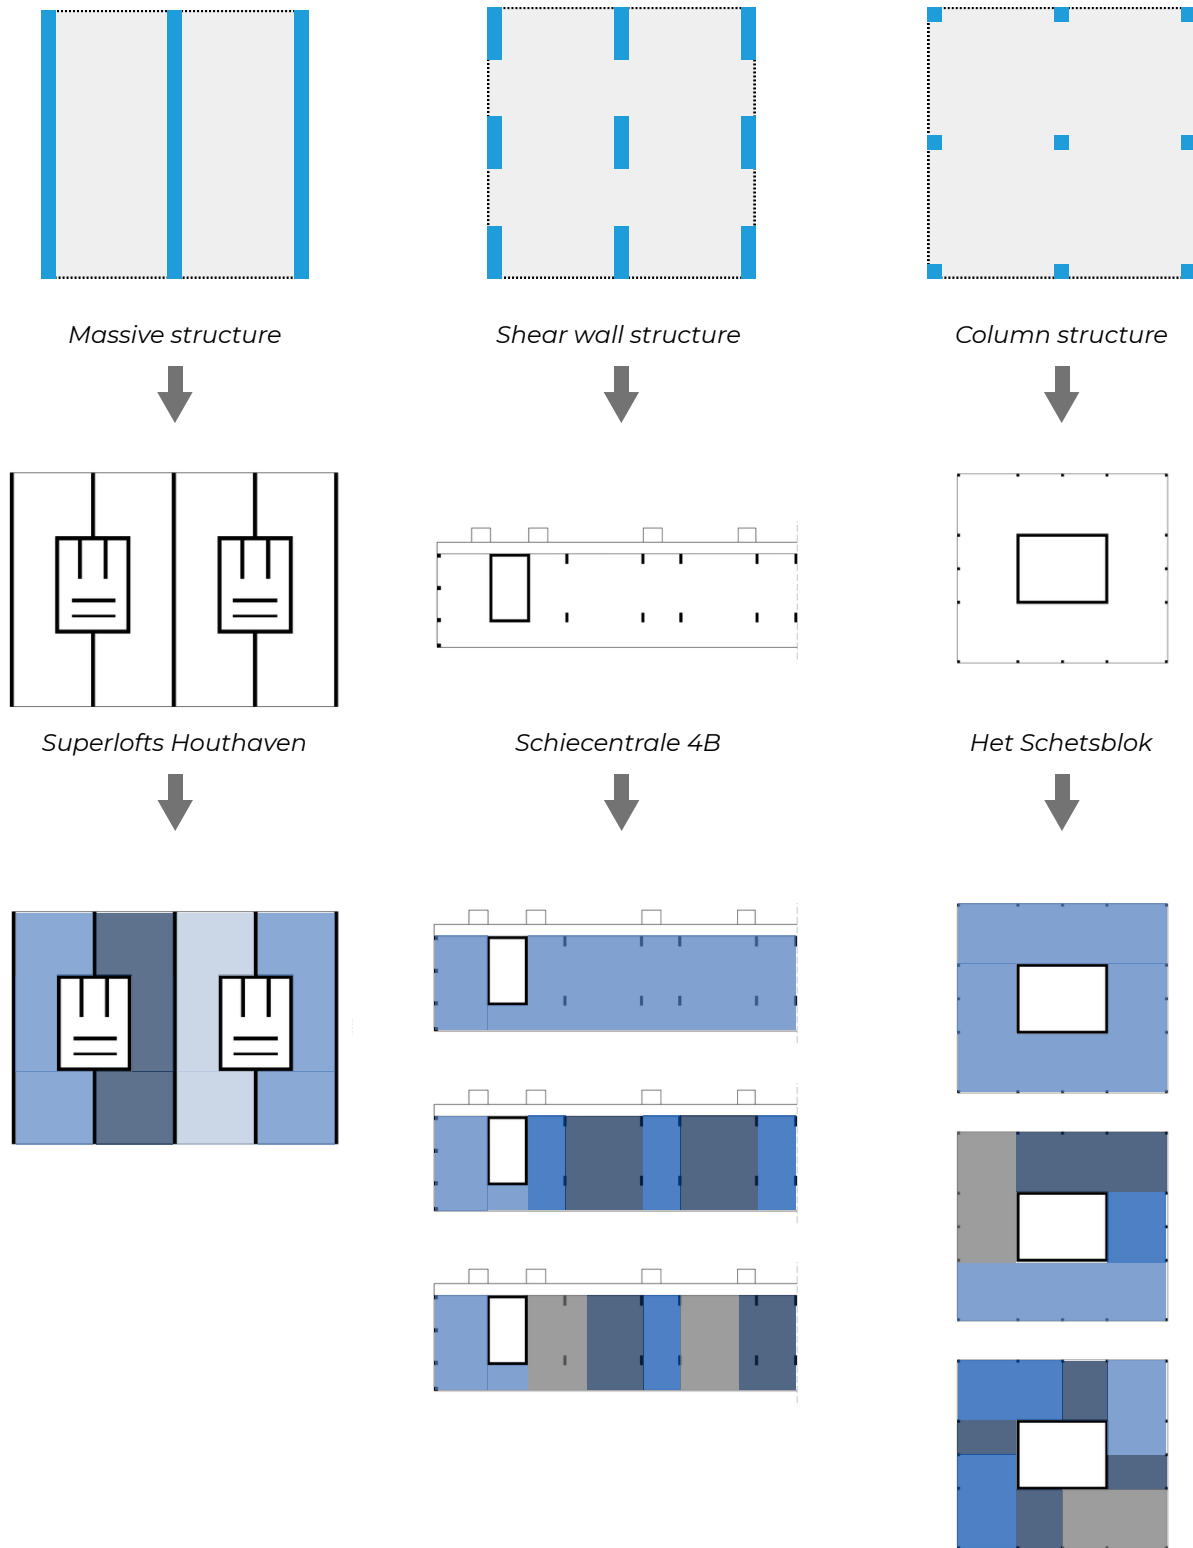 Massive structure
Shear wall structure
Column structure
Superlofts Houthaven
Schiecentrale 4B
Het Schetsblok